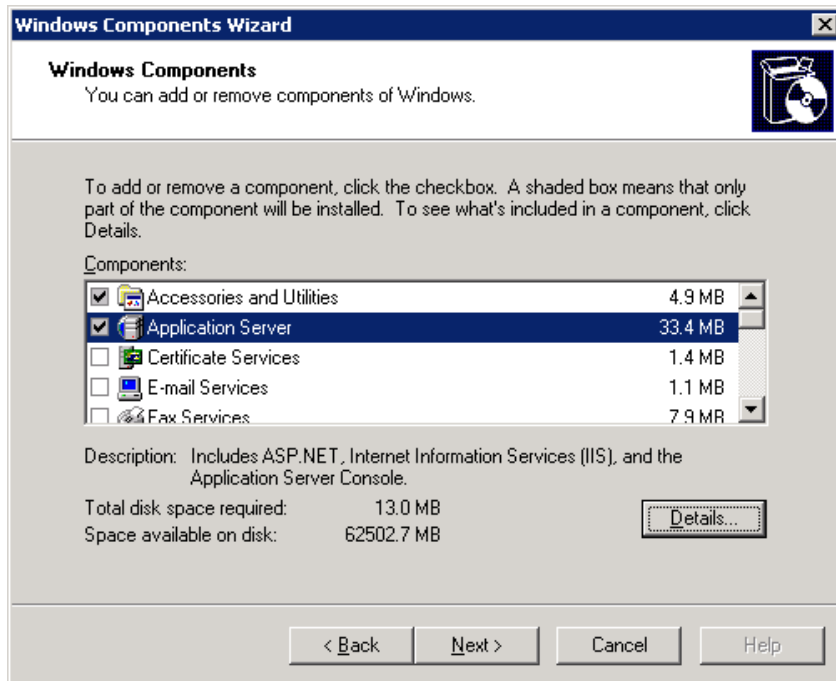 Windows Components Wizard
Windows Components
You can add or remove components of Windows.
To add or remove a component, click the checkbox. A shaded box means that only
part of the component will be installed. To see what's included in a component, click
Details.
Components:
Accessories and Utilities 4.9 MB
Application Server 33.4 MB
Certificate Services 1.4 MB
E-mail Services 1.1 MB
Fax Services 7.9 MB
Description: Includes ASP.NET, Internet Information Services (IIS), and the
Application Server Console.
Total disk space required: 13.0 MB
Space available on disk: 62502.7 MB
Details...
< Back Next > Cancel Help